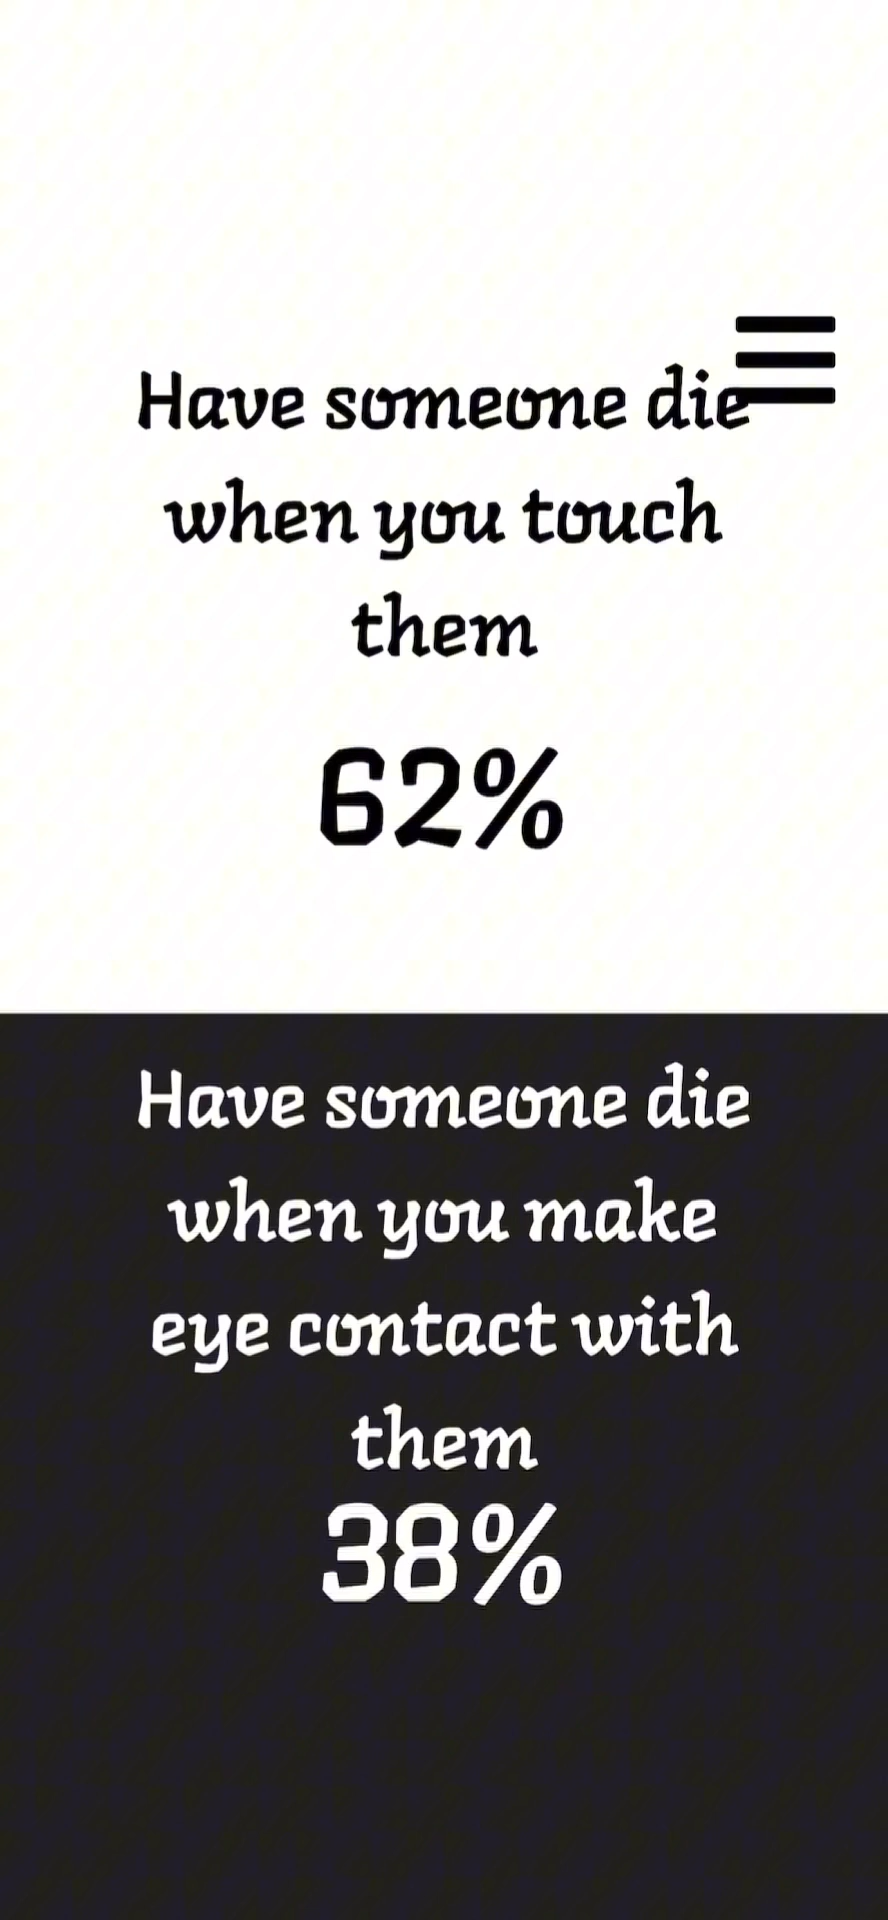 Have someone die
when you touch
them
62%
Have someone die
when you make
eye contact with
them
38%